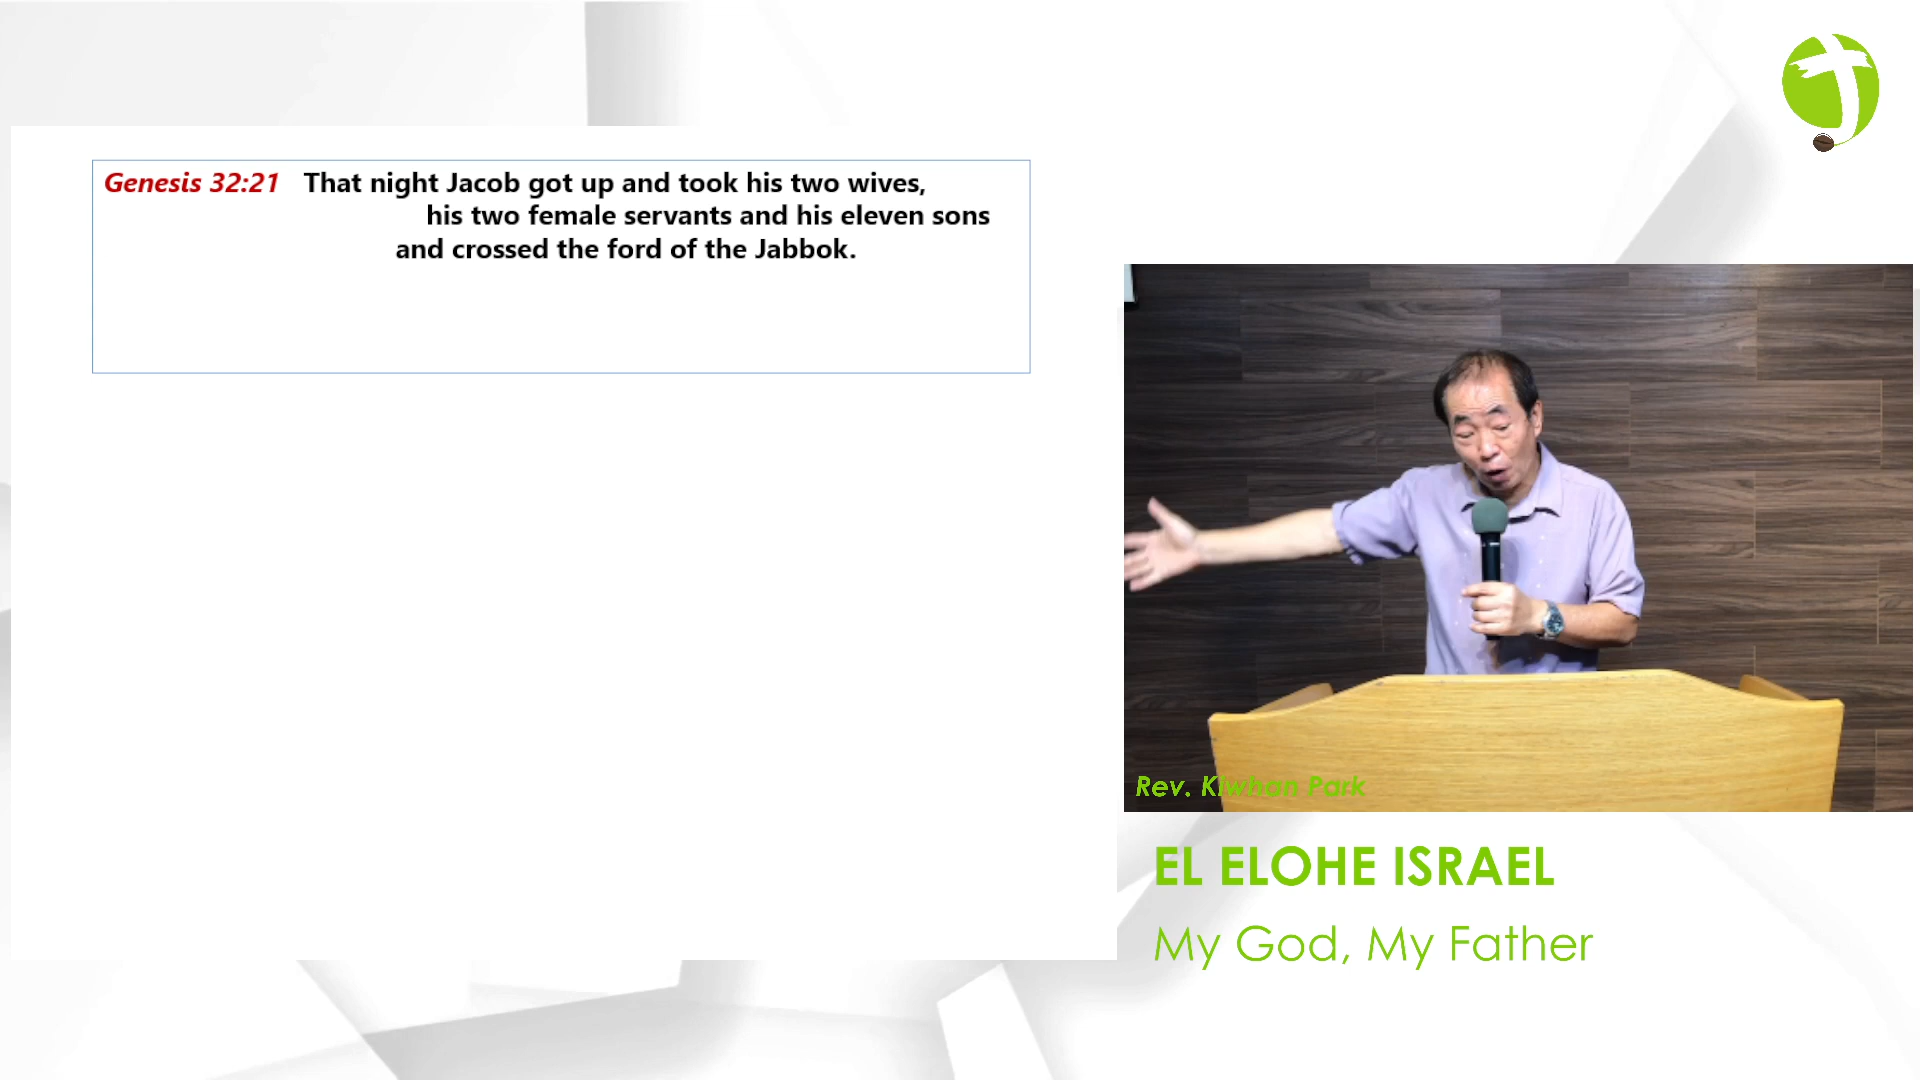 Genesis 32:21 That night Jacob got up and took his two wives,
his two female servants and his eleven sons
and crossed the ford of the Jabbok.
Rev. Kiwhan Park
EL ELOHE ISRAEL
My God, My Father